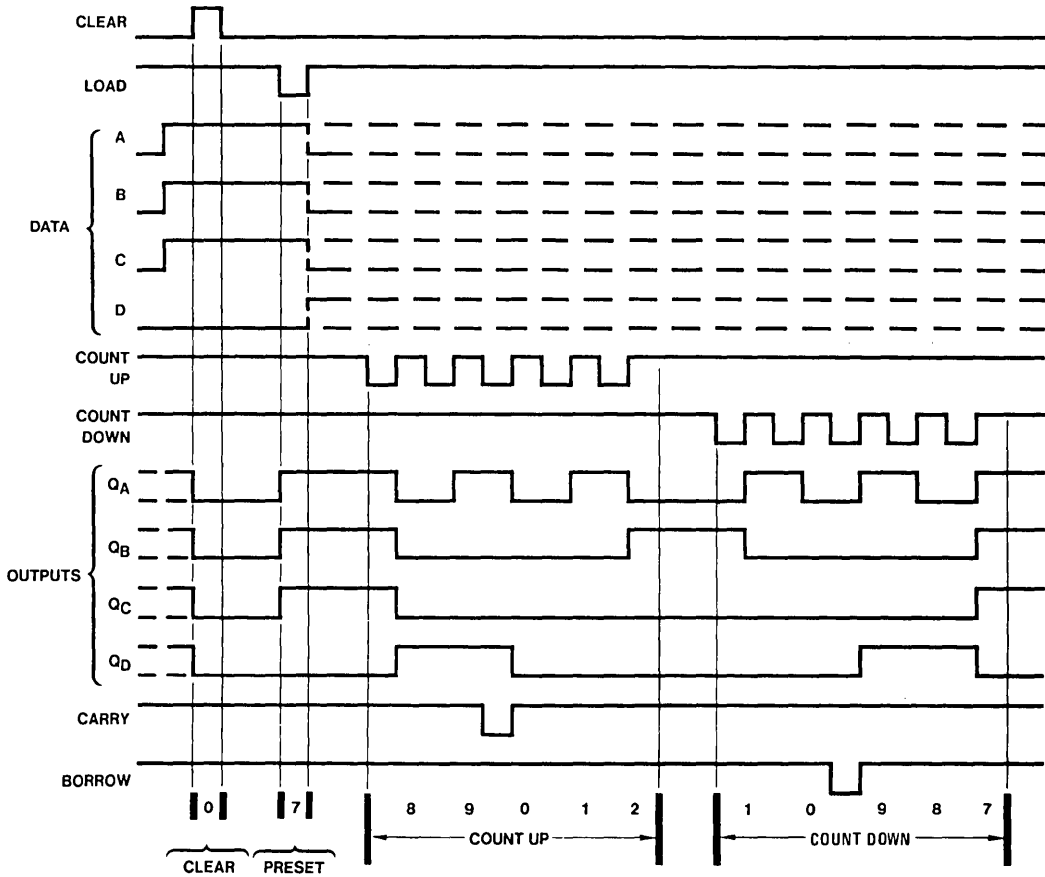 CLEAR
LOAD
DATA
A
B
C
D
COUNT
UP
COUNT
DOWN
OUTPUTS
QA
QB
QC
QD
CARRY
BORROW
0 7 8 9 0 1 2 1 0 9 8 7
COUNT UP COUNT DOWN
CLEAR PRESET